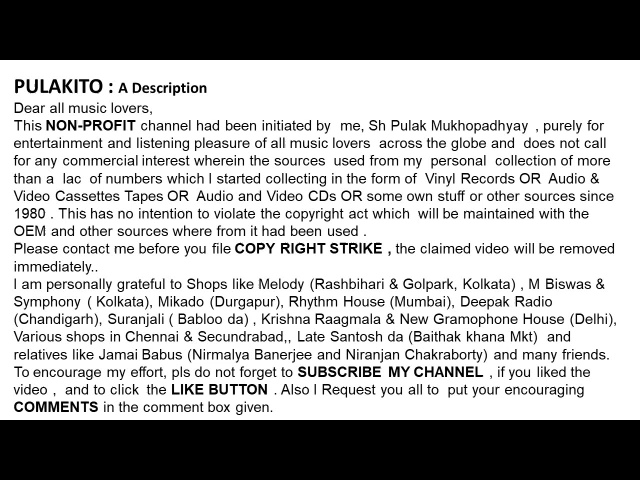 PULAKITO : A Description
Dear all music lovers,
This NON-PROFIT channel had been initiated by me, Sh Pulak Mukhopadhyay , purely for
entertainment and listening pleasure of all music lovers across the globe and does not call
for any commercial interest wherein the sources used from my personal collection of more
than a lac of numbers which I started collecting in the form of Vinyl Records OR Audio &
Video Cassettes Tapes OR Audio and Video CDs OR some own stuff or other sources since
1980 . This has no intention to violate the copyright act which will be maintained with the
OEM and other sources where from it had been used .
Please contact me before you file COPY RIGHT STRIKE , the claimed video will be removed
immediately..
I am personally grateful to Shops like Melody (Rashbihari & Golpark, Kolkata) , M Biswas &
Symphony ( Kolkata), Mikado (Durgapur), Rhythm House (Mumbai), Deepak Radio
(Chandigarh), Suranjali ( Babloo da) , Krishna Raagmala & New Gramophone House (Delhi),
Various shops in Chennai & Secundrabad,, Late Santosh da (Baithak khana Mkt) and
relatives like Jamai Babus (Nirmalya Banerjee and Niranjan Chakraborty) and many friends.
To encourage my effort, pls do not forget to SUBSCRIBE MY CHANNEL , if you liked the
video , and to click the LIKE BUTTON . Also I Request you all to put your encouraging
COMMENTS in the comment box given.